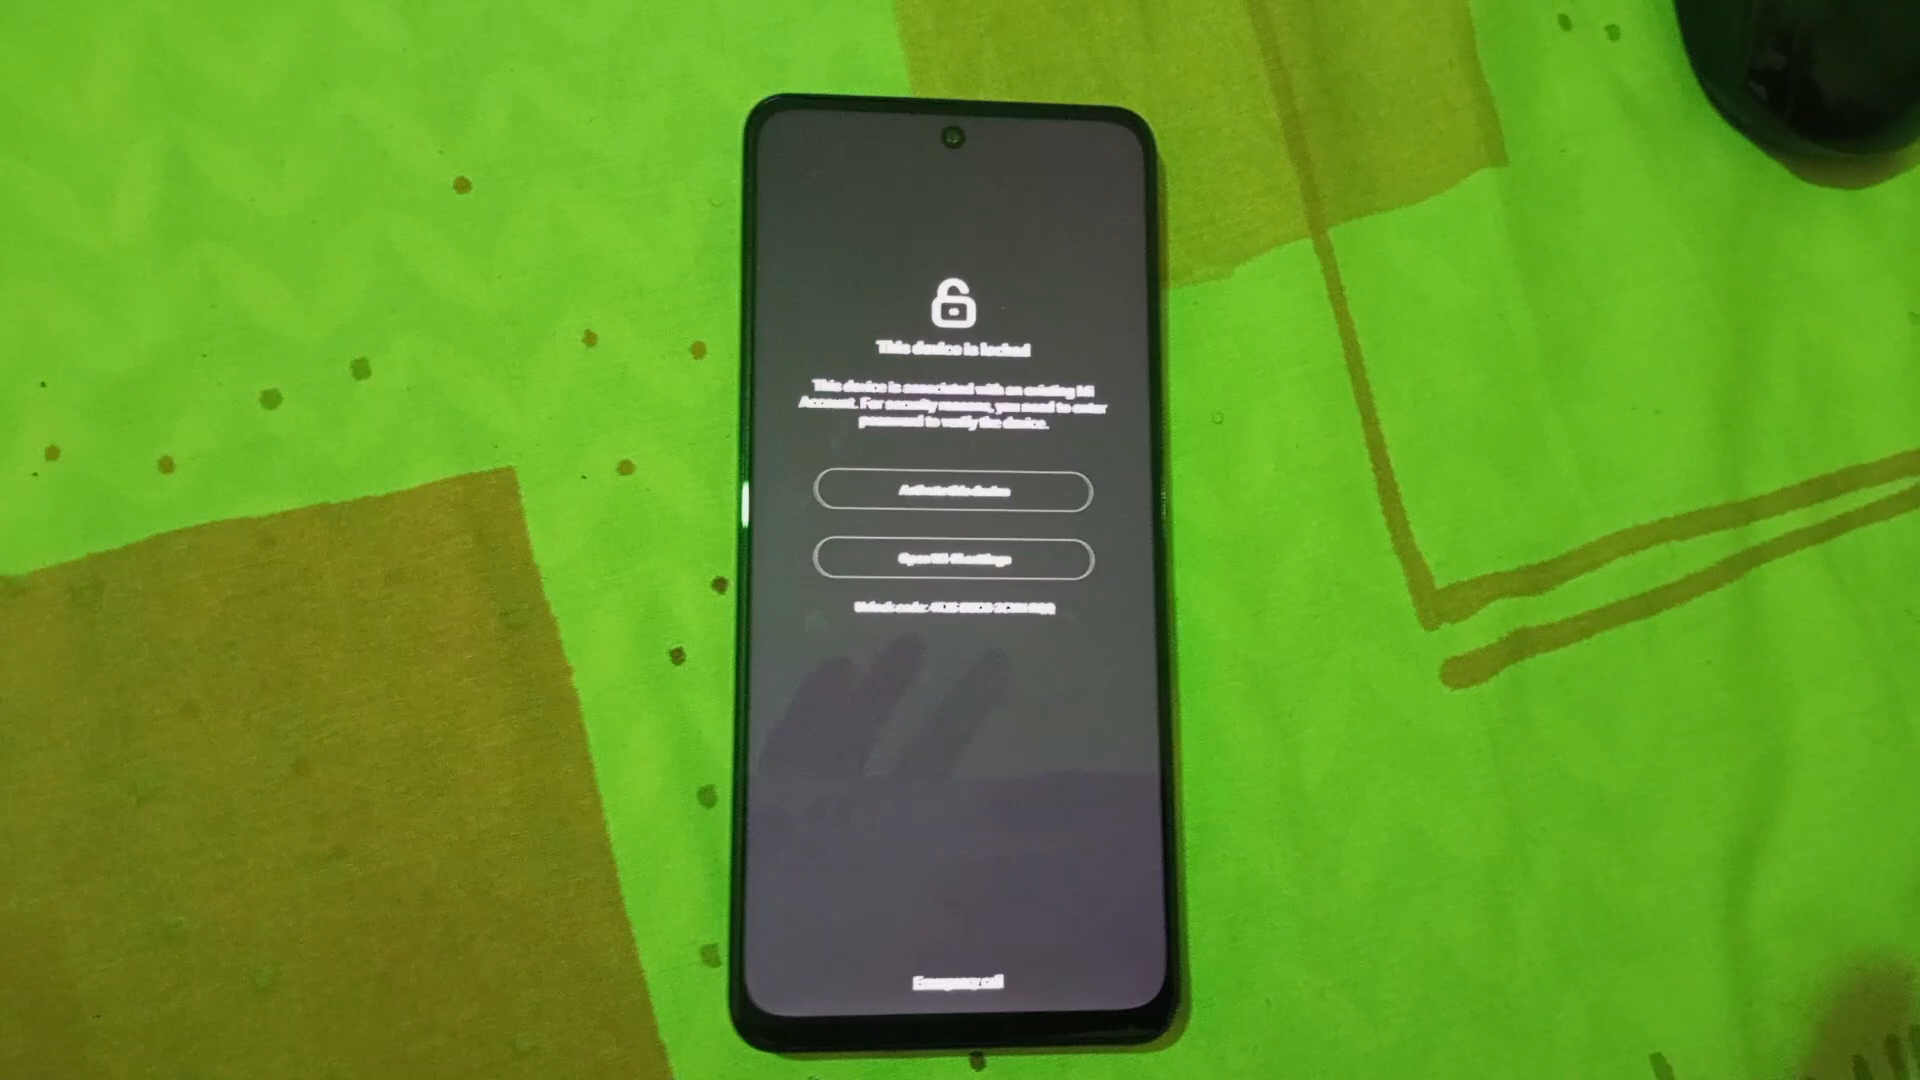 This device is locked
This device is associated with an existing Mi
Account. For security reasons, you need to enter
password to verify the device.
Activate this device
Open Wi-Fi settings
Unlock code:
Emergency call